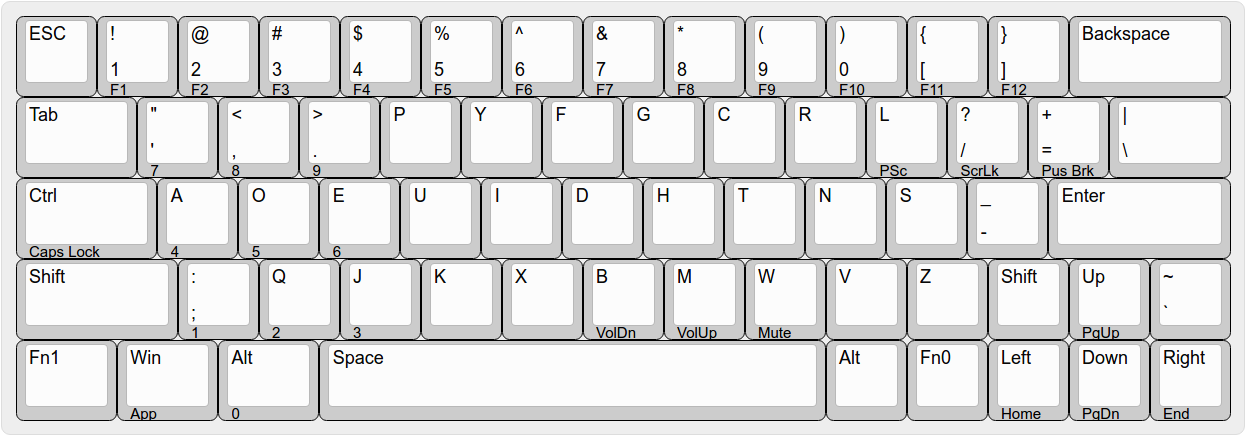 ESC ! @ # $ % ^ & * ( ) { } Backspace
1 2 3 4 5 6 7 8 9 0 [ ]
F1 F2 F3 F4 F5 F6 F7 F8 F9 F10 F11 F12
Tab " < > P Y F G C R L ? + |
' , . / = \
7 8 9 PSc ScrLk Pus Brk
Ctrl A O E U I D H T N S _ Enter
-
Caps Lock 4 5 6
Shift : Q J K X B M W V Z Shift Up ~
; `
1 2 3 VolDn VolUp Mute PgUp
Fn1 Win Alt Space Alt Fn0 Left Down Right
App 0 Home PgDn End